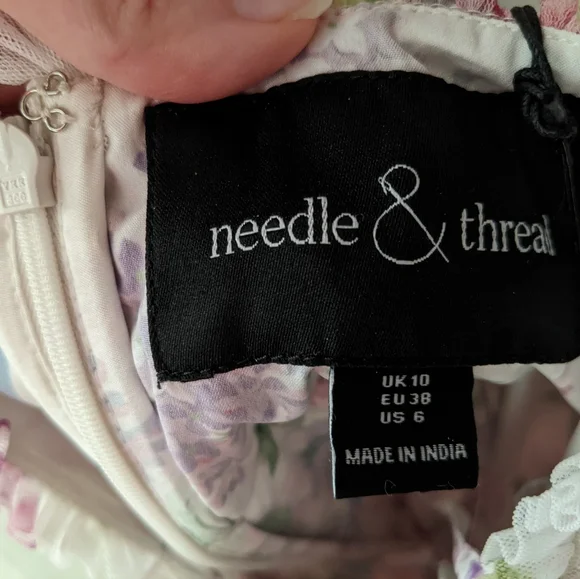 needle & thread
UK 10
EU 38
US 6
MADE IN INDIA